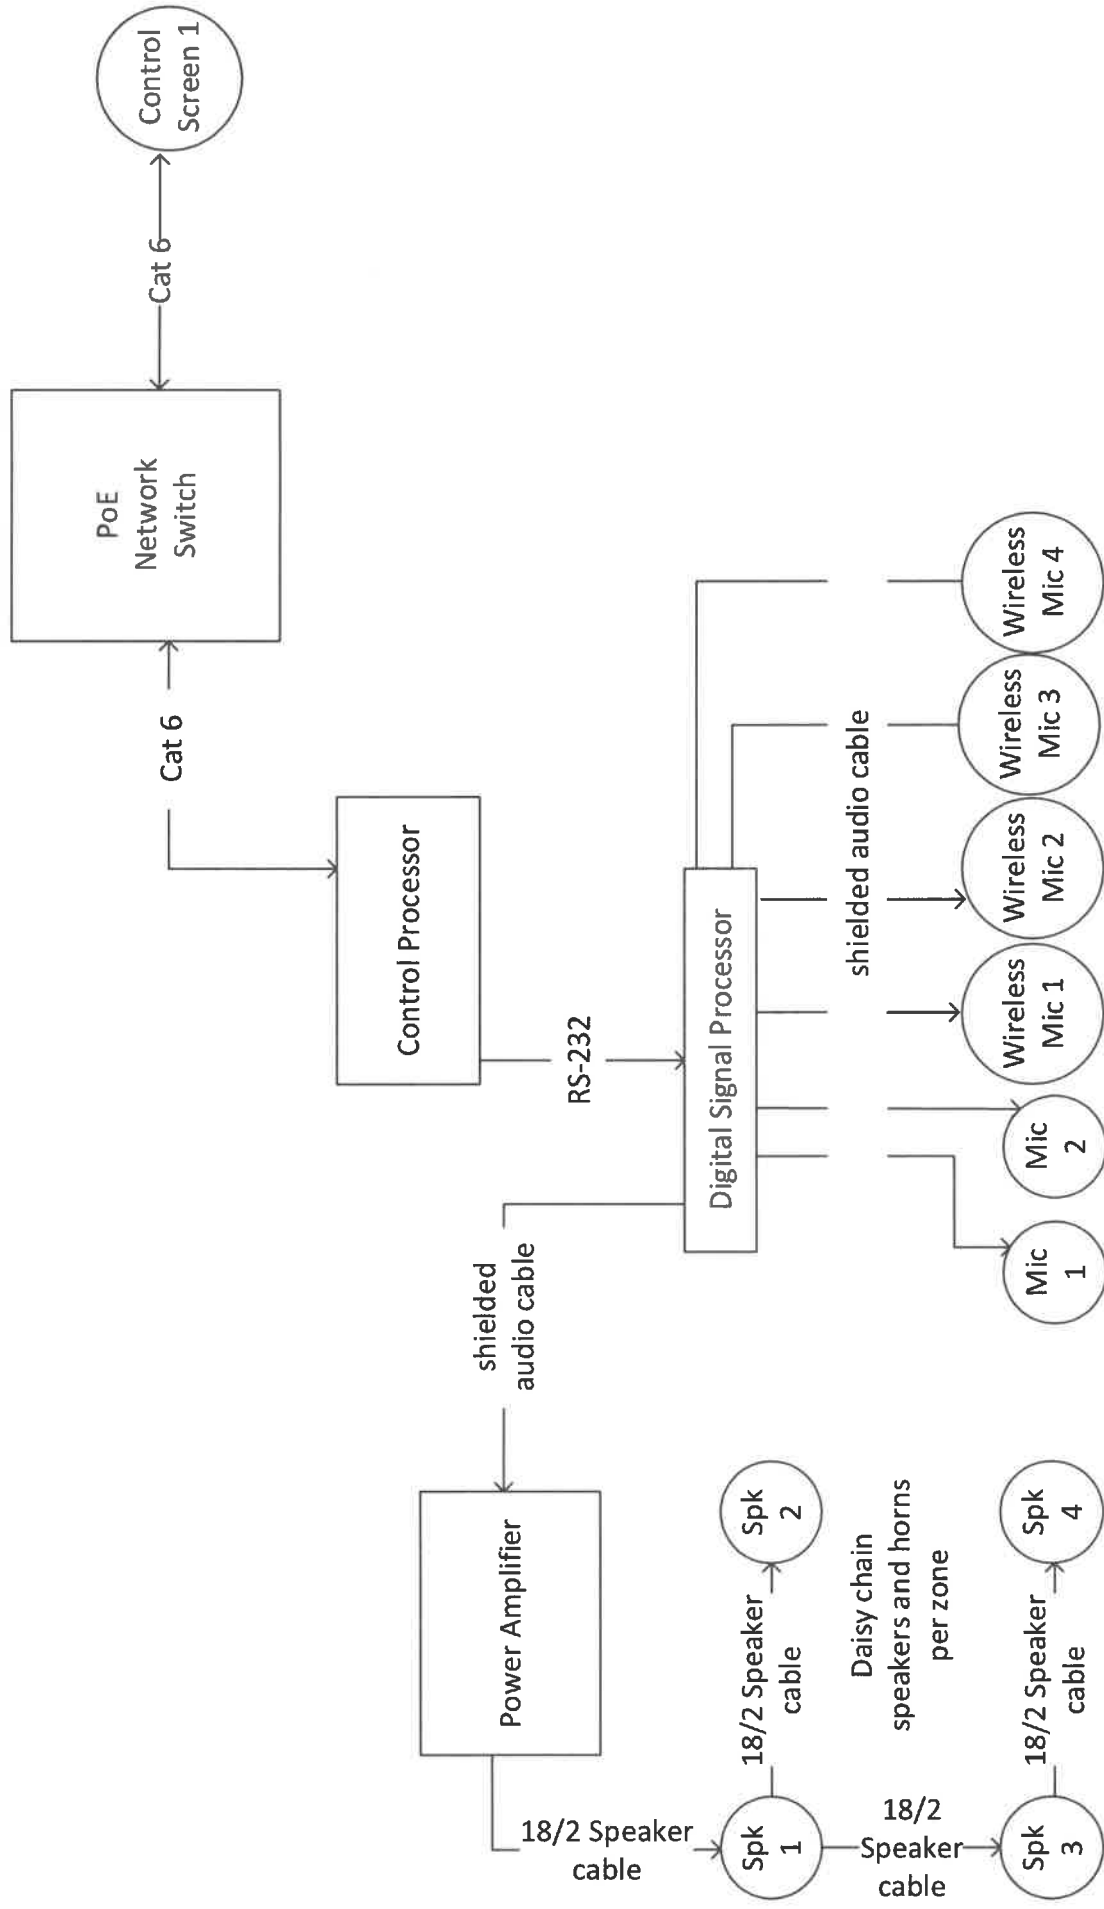 Control
Screen 1
Cat 6
PoE
Network
Switch
Cat 6
Control Processor
RS-232
Digital Signal Processor
shielded
audio cable
Power Amplifier
18/2 Speaker
cable
Spk
1
18/2 Speaker
cable
Spk
2
18/2
Speaker
cable
Spk
3
18/2 Speaker
cable
Spk
4
Daisy chain
speakers and horns
per zone
shielded audio cable
Mic
1
Mic
2
Wireless
Mic 1
Wireless
Mic 2
Wireless
Mic 3
Wireless
Mic 4